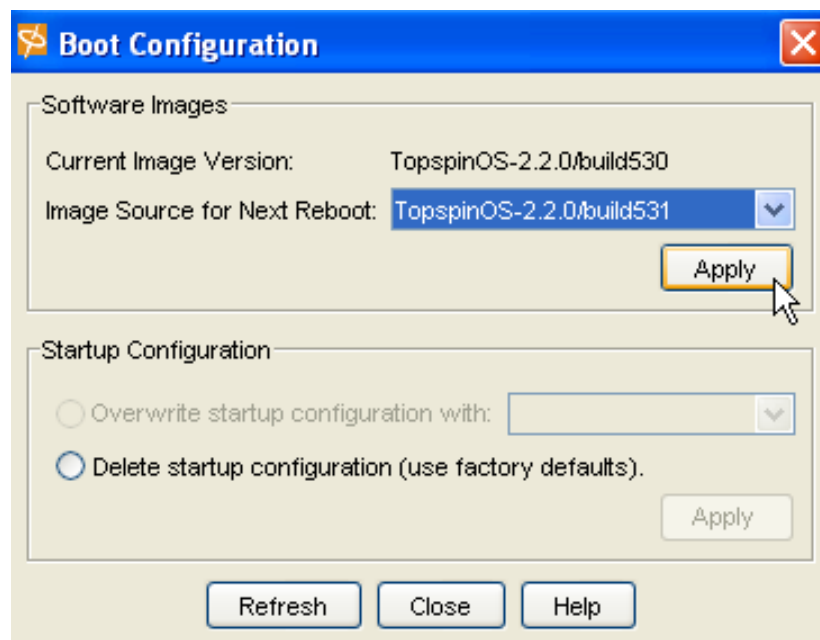 Boot Configuration
Software Images
Current Image Version: TopspinOS-2.2.0/build530
Image Source for Next Reboot: TopspinOS-2.2.0/build531
Apply
Startup Configuration
Overwrite startup configuration with:
Delete startup configuration (use factory defaults).
Apply
Refresh Close Help